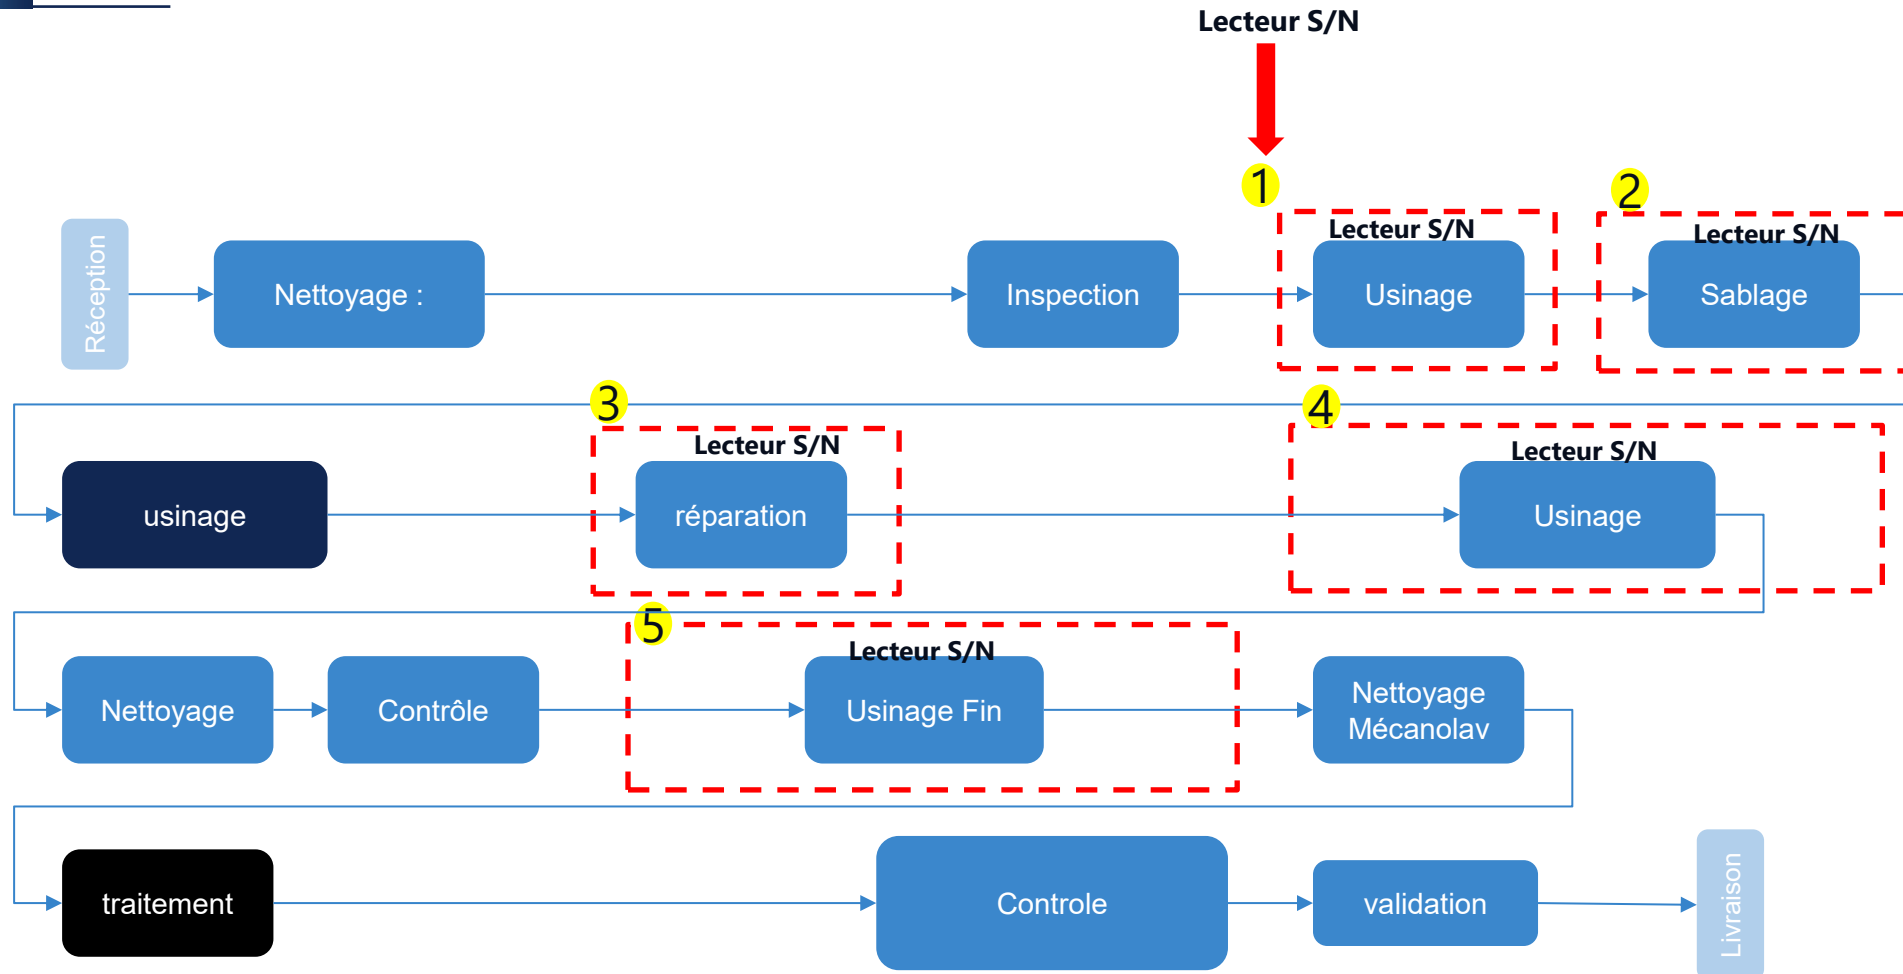 Lecteur S/N
1
2
Lecteur S/N
Lecteur S/N
Réception
Nettoyage :
Inspection
Usinage
Sablage
3
4
Lecteur S/N
Lecteur S/N
usinage
réparation
Usinage
5
Lecteur S/N
Nettoyage
Contrôle
Usinage Fin
Nettoyage
Mécanolav
traitement
Controle
validation
Livraison